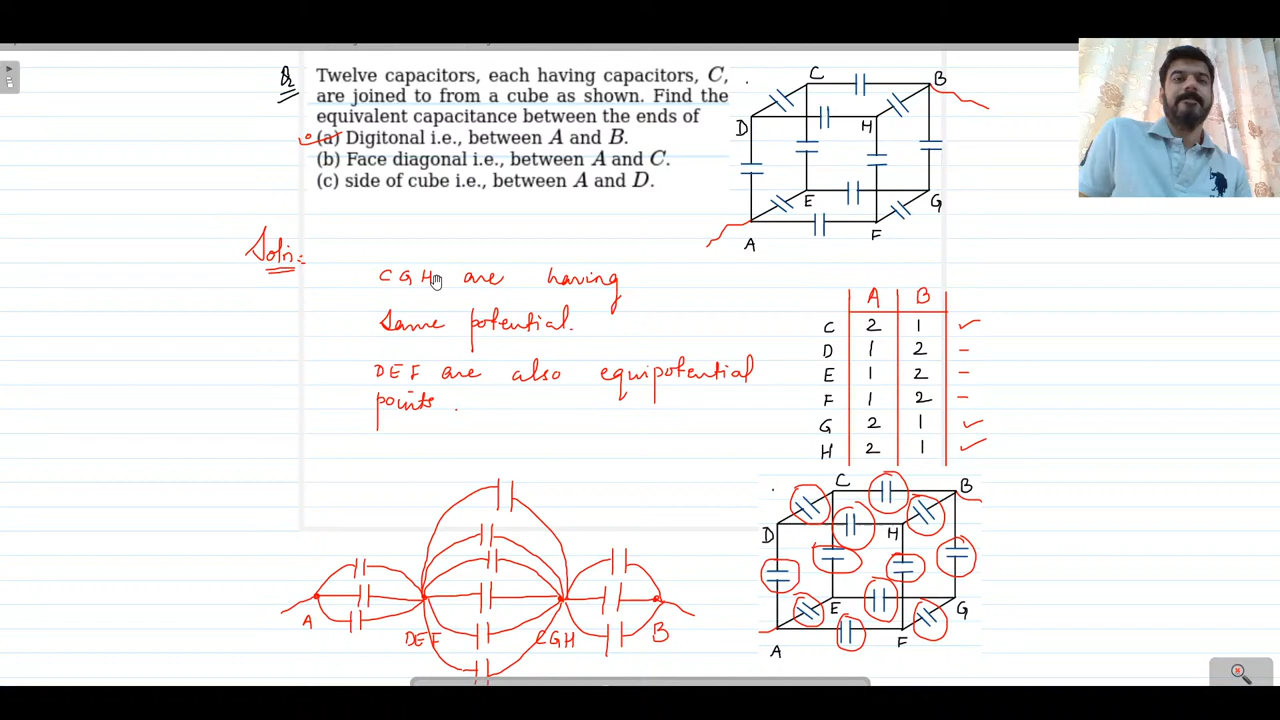 Q
Twelve capacitors, each having capacitors, C,
are joined to from a cube as shown. Find the
equivalent capacitance between the ends of
(a) Digitonal i.e., between A and B.
(b) Face diagonal i.e., between A and C.
(c) side of cube i.e., between A and D.
C B
D H
E G
A F
Soln:
CGH are having
Same potential.
DEF are also equipotential
points.
A B
C 2 1 ✓
D 1 2 –
E 1 2 –
F 1 2 –
G 2 1 ✓
H 2 1 ✓
C B
D H
E G
A F
A DEF CGH B